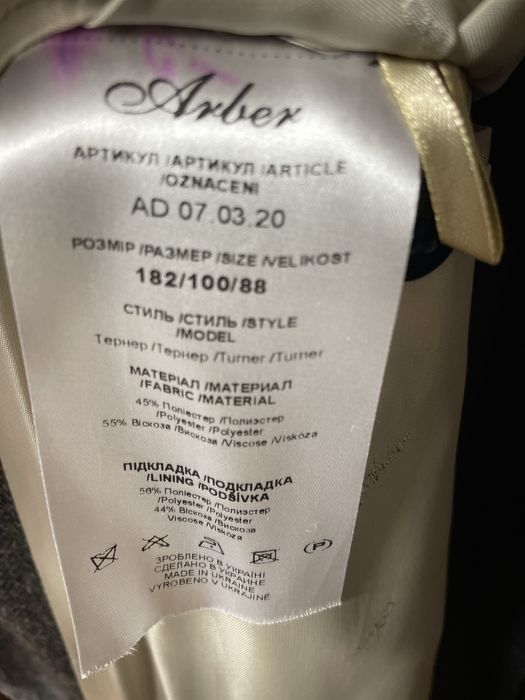 Arber
АРТИКУЛ /АРТИКУЛ /ARTICLE
/OZNACENI
AD 07.03.20
РОЗМІР /РАЗМЕР /SIZE /VELIKOST
182/100/88
СТИЛЬ /СТИЛЬ /STYLE
/MODEL
Тернер /Тернер /Turner /Turner
МАТЕРІАЛ /МАТЕРИАЛ
/FABRIC /MATERIAL
45% Поліестер /Полиэстер
/Polyester /Polyester
55% Віскоза /Вискоза /Viscose /Viskóza
ПІДКЛАДКА /ПОДКЛАДКА
/LINING /PODŠÍVKA
56% Поліестер /Полиэстер
/Polyester /Polyester
44% Віскоза /Вискоза
Viscose /Viskóza
P
ЗРОБЛЕНО В УКРАЇНІ
СДЕЛАНО В УКРАИНЕ
MADE IN UKRAINE
VYROBENO V UKRAJINĚ